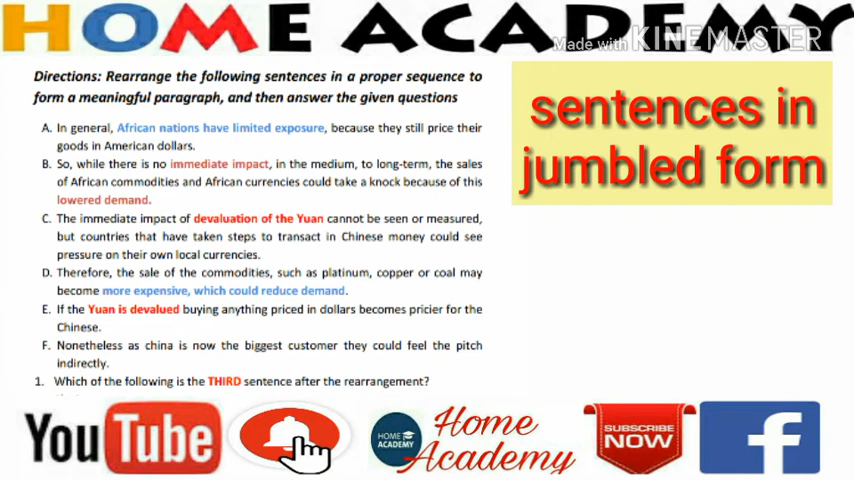 HOME ACADEMY
Made with KINEMASTER
Directions: Rearrange the following sentences in a proper sequence to
form a meaningful paragraph, and then answer the given questions
sentences in
jumbled form
A. In general, African nations have limited exposure, because they still price their
goods in American dollars.
B. So, while there is no immediate impact, in the medium, to long-term, the sales
of African commodities and African currencies could take a knock because of this
lowered demand.
C. The immediate impact of devaluation of the Yuan cannot be seen or measured,
but countries that have taken steps to transact in Chinese money could see
pressure on their own local currencies.
D. Therefore, the sale of the commodities, such as platinum, copper or coal may
become more expensive, which could reduce demand.
E. If the Yuan is devalued buying anything priced in dollars becomes pricier for the
Chinese.
F. Nonetheless as china is now the biggest customer they could feel the pitch
indirectly.
1. Which of the following is the THIRD sentence after the rearrangement?
YouTube
HOME
ACADEMY
Home
Academy
SUBSCRIBE
NOW
f